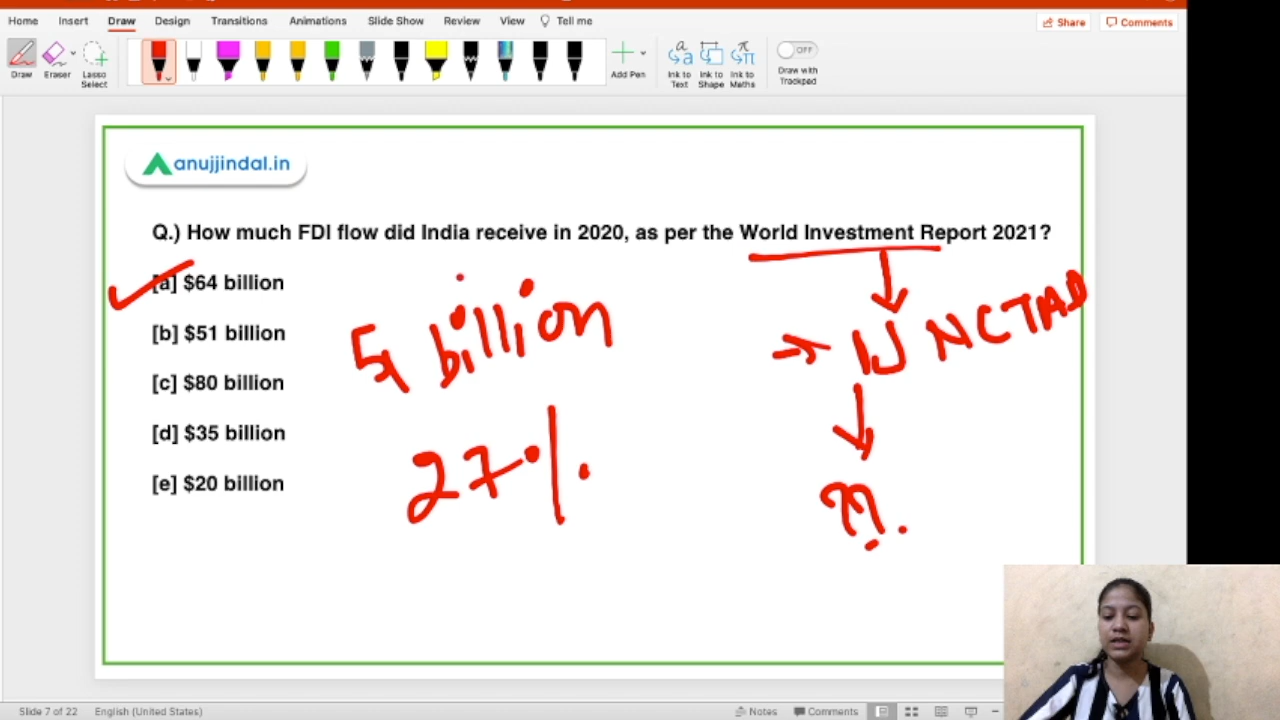 Home Insert Draw Design Transitions Animations Slide Show Review View Tell me
Share Comments
Draw Eraser Lasso Select Add Pen Ink to Text Ink to Shape Ink to Maths OFF Draw with Trackpad
anujjindal.in
Q.) How much FDI flow did India receive in 2020, as per the World Investment Report 2021?
[a] $64 billion
[b] $51 billion
[c] $80 billion
[d] $35 billion
[e] $20 billion
51 billion
27%
UNCTAD
??
Slide 7 of 22 English (United States) Notes Comments